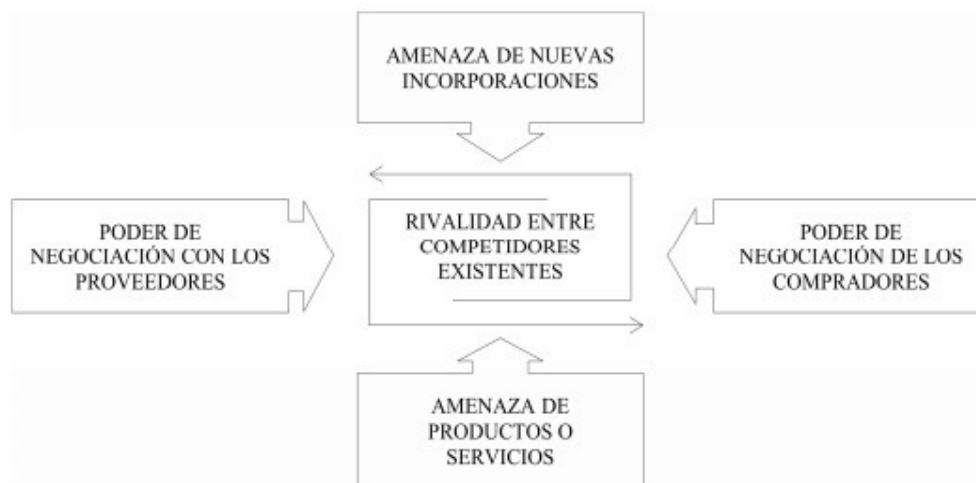 AMENAZA DE NUEVAS
INCORPORACIONES
PODER DE
NEGOCIACIÓN CON LOS
PROVEEDORES
RIVALIDAD ENTRE
COMPETIDORES
EXISTENTES
PODER DE
NEGOCIACIÓN DE LOS
COMPRADORES
AMENAZA DE
PRODUCTOS O
SERVICIOS